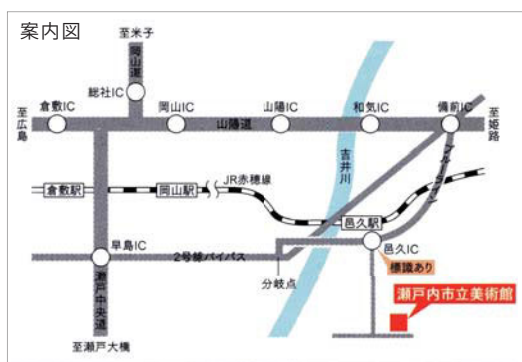 案内図
至米子
岡山道
総社IC
倉敷IC
岡山IC
山陽IC
和気IC
備前IC
至広島
山陽道
至姫路
ブルーライン
吉井川
JR赤穂線
倉敷駅
岡山駅
邑久駅
早島IC
2号線バイパス
邑久IC
標識あり
分岐点
瀬戸中央道
瀬戸内市立美術館
至瀬戸大橋